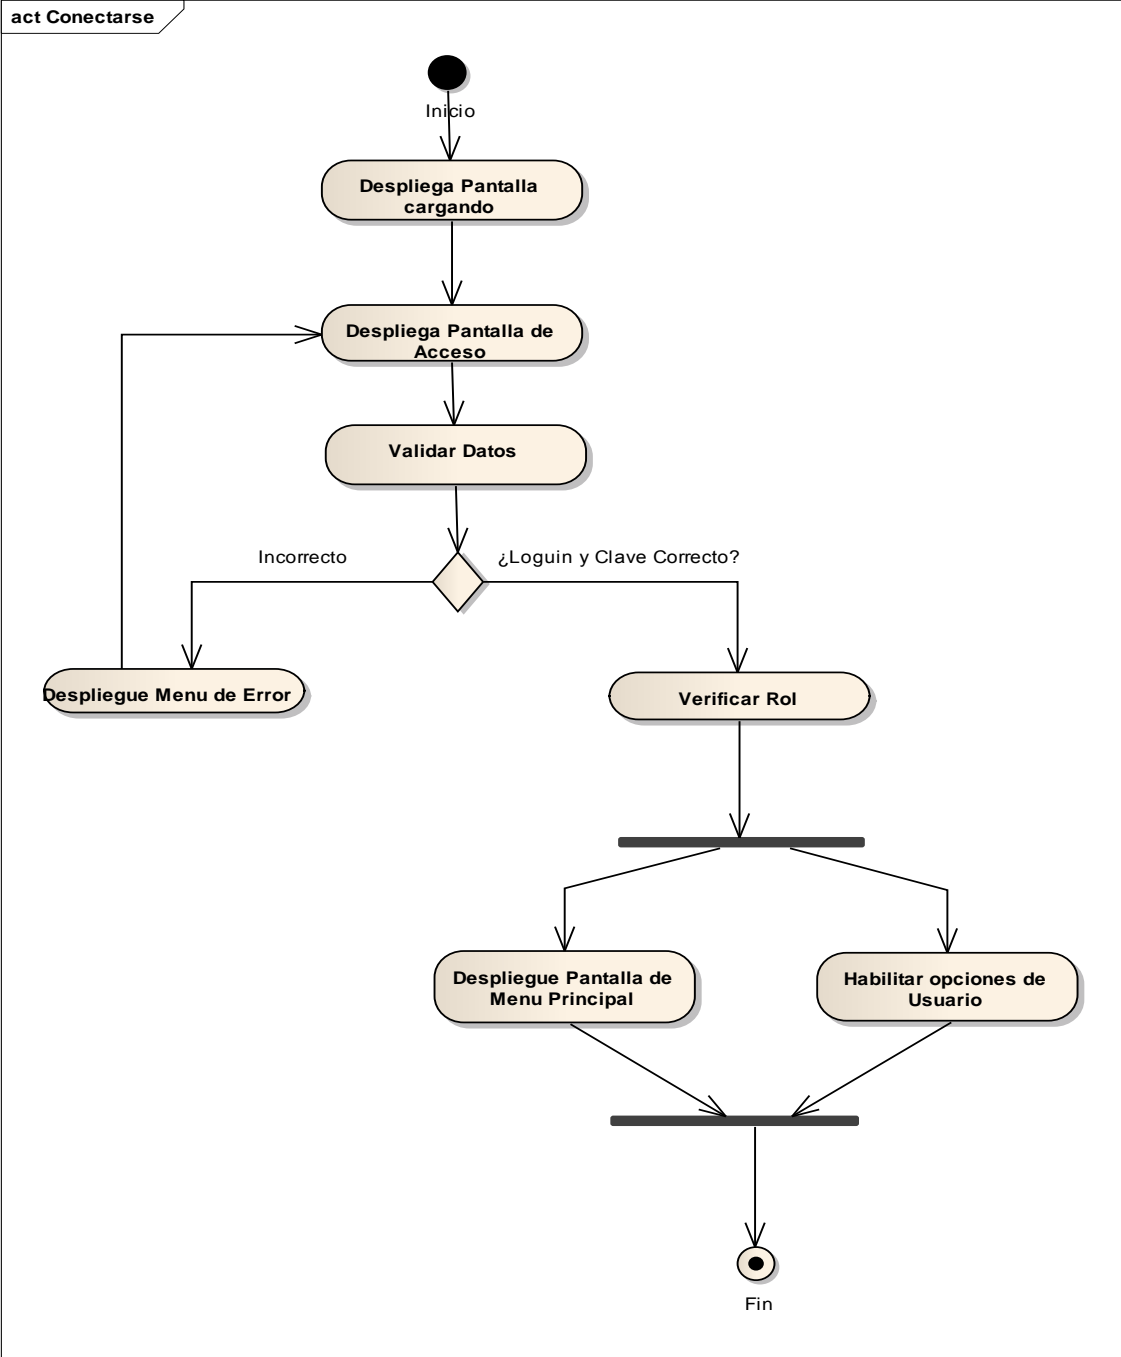 act Conectarse
Inicio
Despliega Pantalla
cargando
Despliega Pantalla de
Acceso
Validar Datos
Incorrecto
¿Loguin y Clave Correcto?
Despliegue Menu de Error
Verificar Rol
Despliegue Pantalla de
Menu Principal
Habilitar opciones de
Usuario
Fin